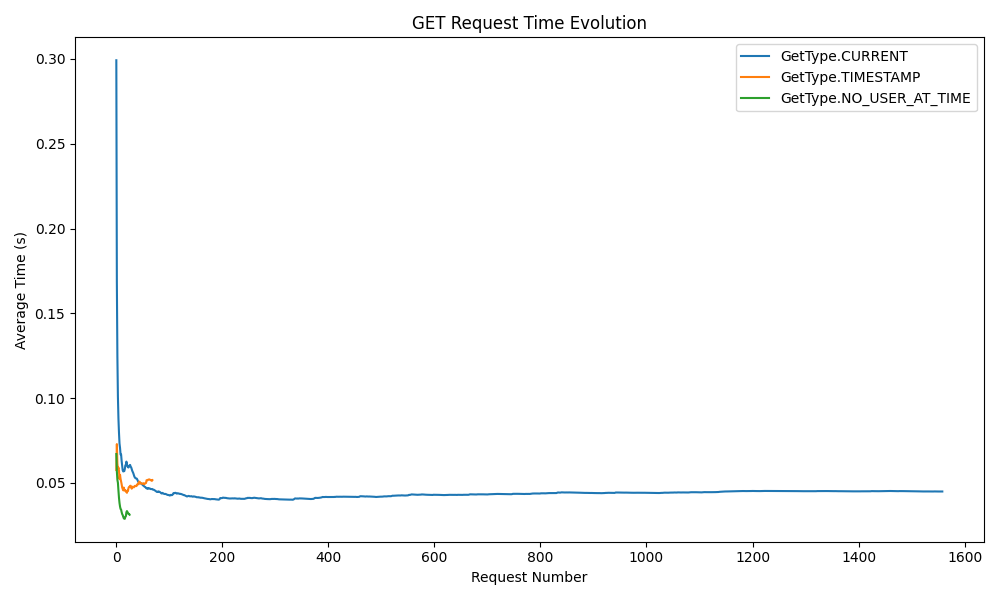 GET Request Time Evolution
GetType.CURRENT
GetType.TIMESTAMP
GetType.NO_USER_AT_TIME
Average Time (s)
0.30
0.25
0.20
0.15
0.10
0.05
0 200 400 600 800 1000 1200 1400 1600
Request Number